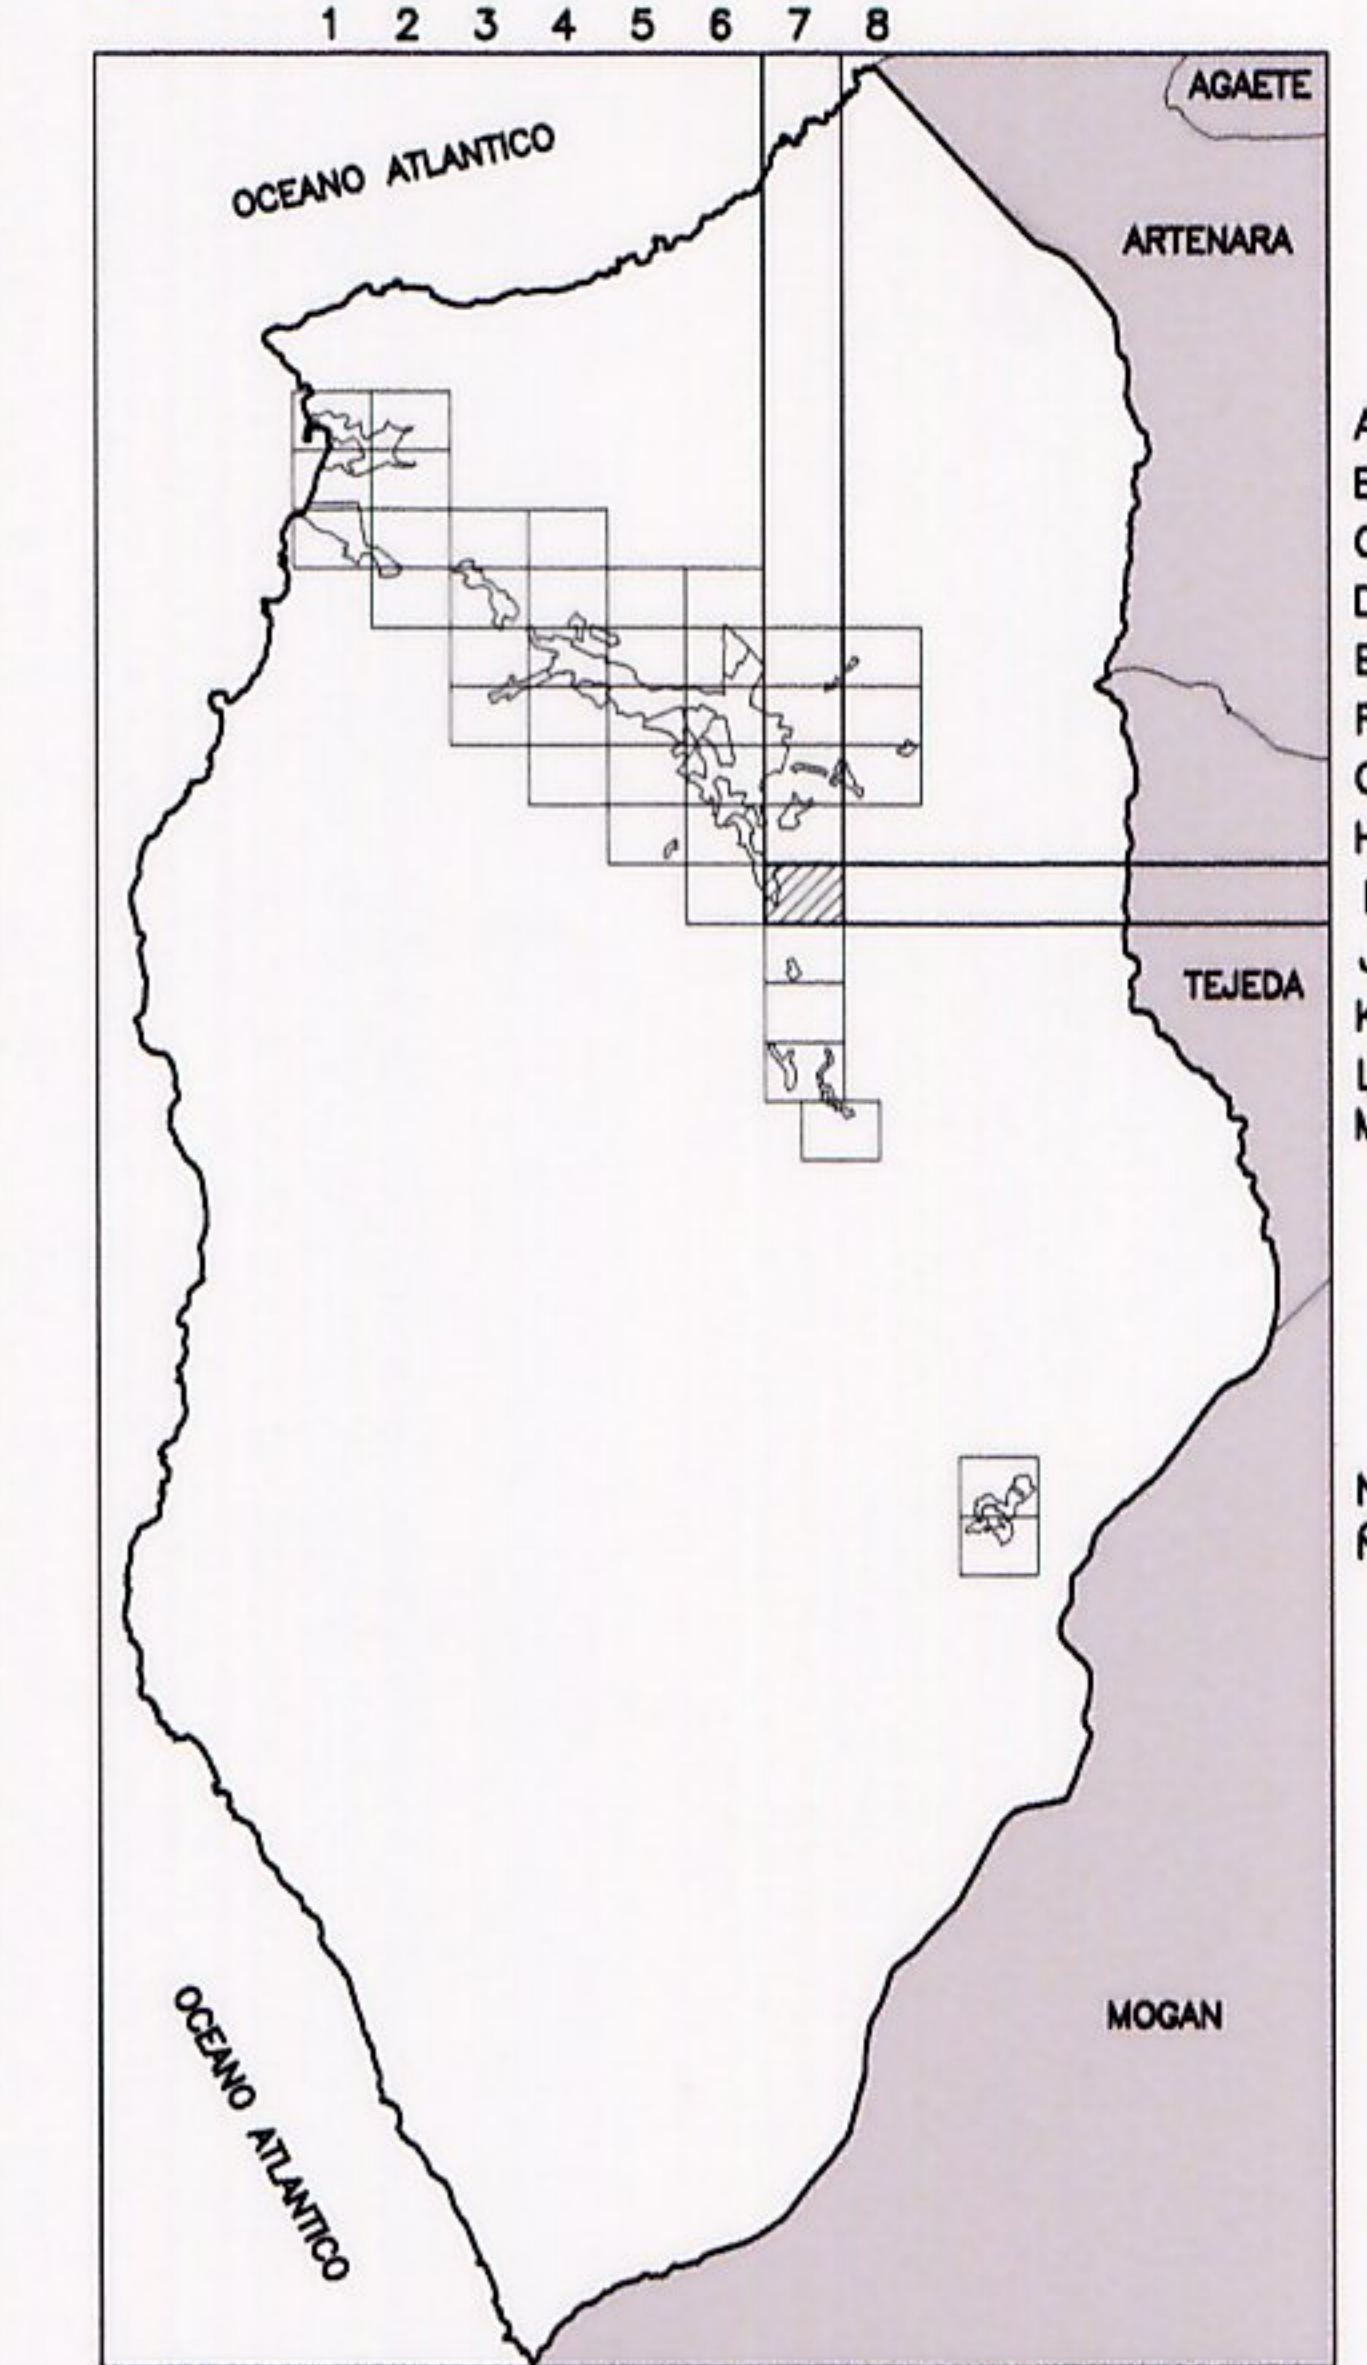 1 2 3 4 5 6 7 8
AGAETE
OCEANO ATLANTICO
ARTENARA
TEJEDA
MOGAN
OCEANO ATLANTICO